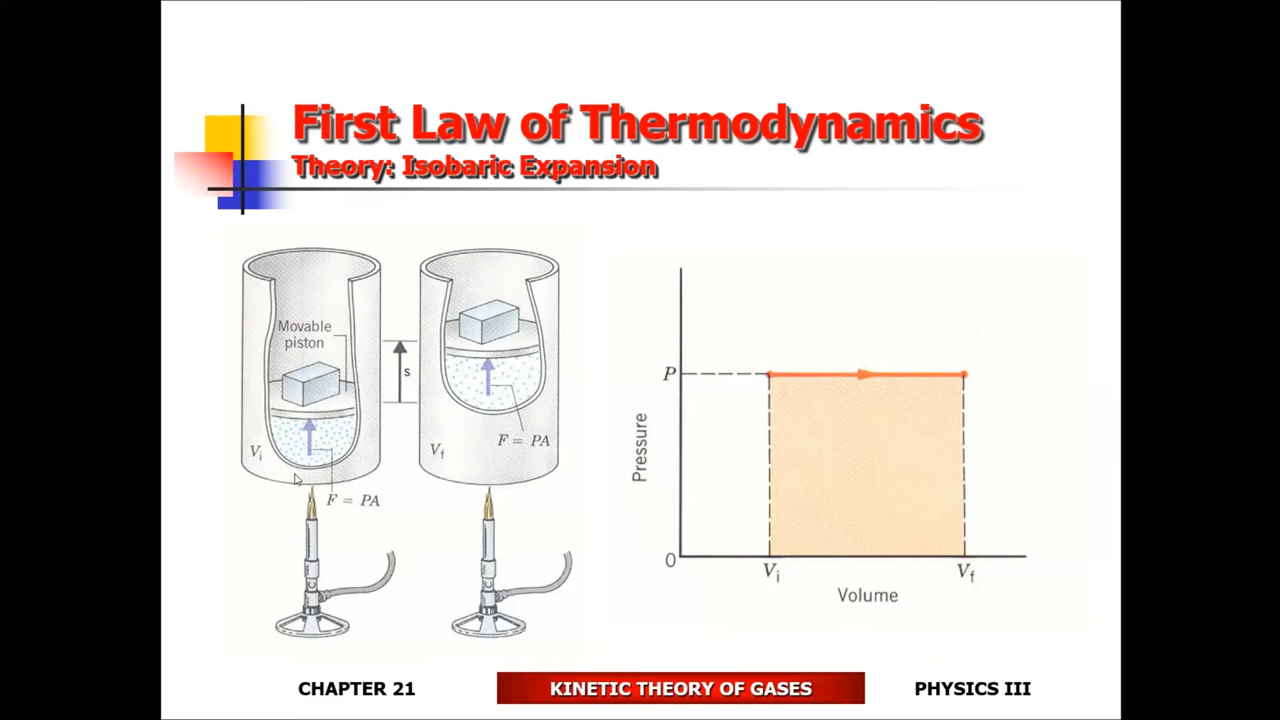 First Law of Thermodynamics
Theory: Isobaric Expansion
Movable
piston
s
Vi
F = PA
Vf
F = PA
P
Pressure
0
Vi
Vf
Volume
CHAPTER 21
KINETIC THEORY OF GASES
PHYSICS III